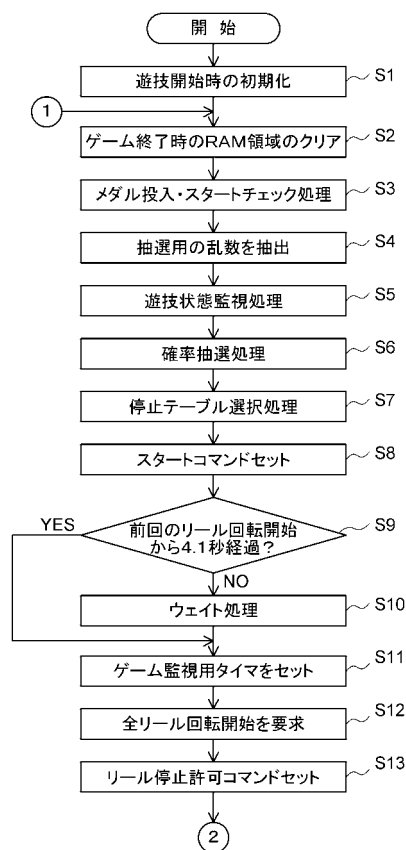 開 始
遊技開始時の初期化
S1
1
ゲーム終了時のRAM領域のクリア
S2
メダル投入・スタートチェック処理
S3
抽選用の乱数を抽出
S4
遊技状態監視処理
S5
確率抽選処理
S6
停止テーブル選択処理
S7
スタートコマンドセット
S8
YES
前回のリール回転開始
から4.1秒経過?
S9
NO
ウェイト処理
S10
ゲーム監視用タイマをセット
S11
全リール回転開始を要求
S12
リール停止許可コマンドセット
S13
2